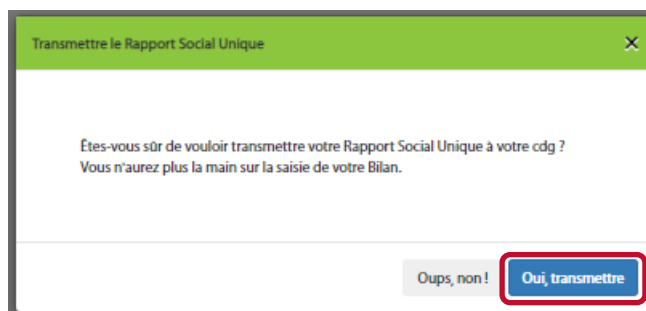 Transmettre le Rapport Social Unique
Êtes-vous sûr de vouloir transmettre votre Rapport Social Unique à votre cdg ?
Vous n'aurez plus la main sur la saisie de votre Bilan.
Oups, non !
Oui, transmettre